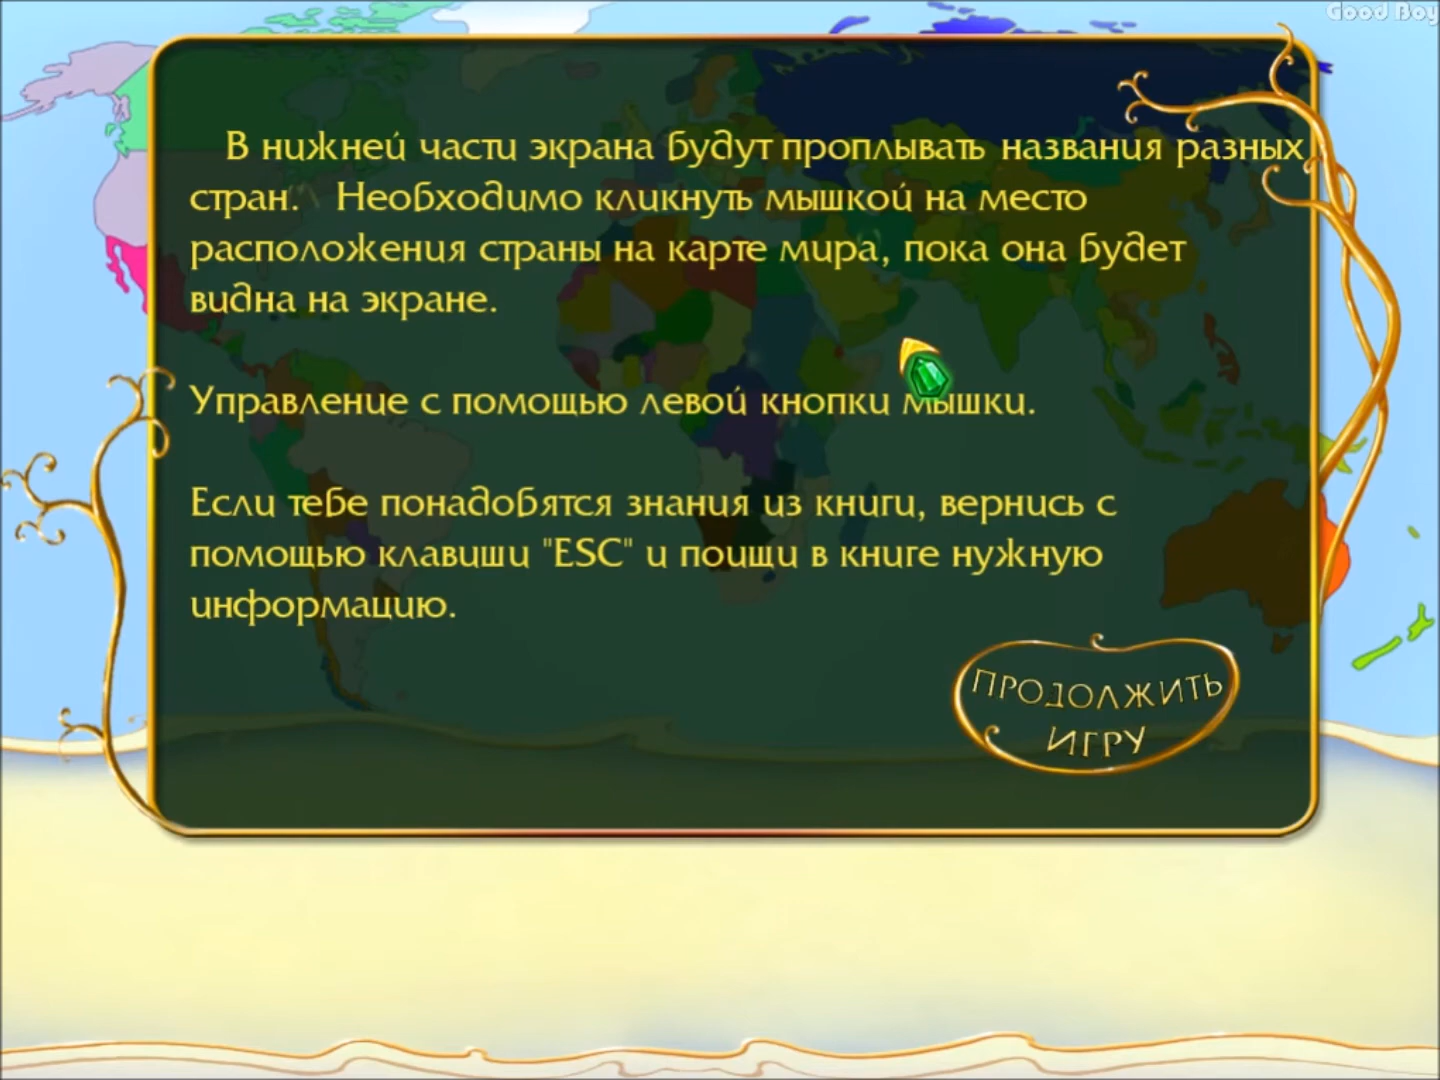 Good Boy
В нижней части экрана будут проплывать названия разных
стран. Необходимо кликнуть мышкой на место
расположения страны на карте мира, пока она будет
видна на экране.
Управление с помощью левой кнопки мышки.
Если тебе понадобятся знания из книги, вернись с
помощью клавиши "ESC" и поищи в книге нужную
информацию.
ПРОДОЛЖИТЬ
ИГРУ